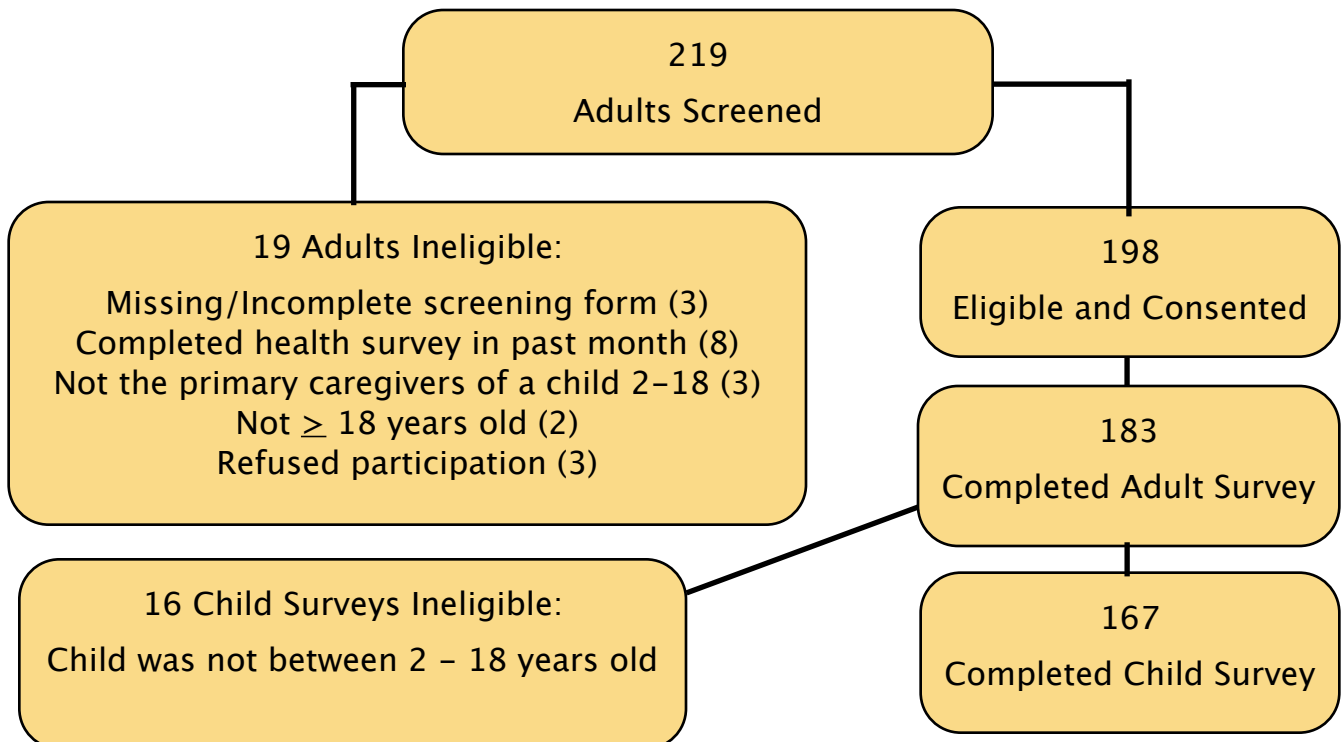 219
Adults Screened
19 Adults Ineligible:
Missing/Incomplete screening form (3)
Completed health survey in past month (8)
Not the primary caregivers of a child 2–18 (3)
Not ≥ 18 years old (2)
Refused participation (3)
198
Eligible and Consented
183
Completed Adult Survey
16 Child Surveys Ineligible:
Child was not between 2 – 18 years old
167
Completed Child Survey